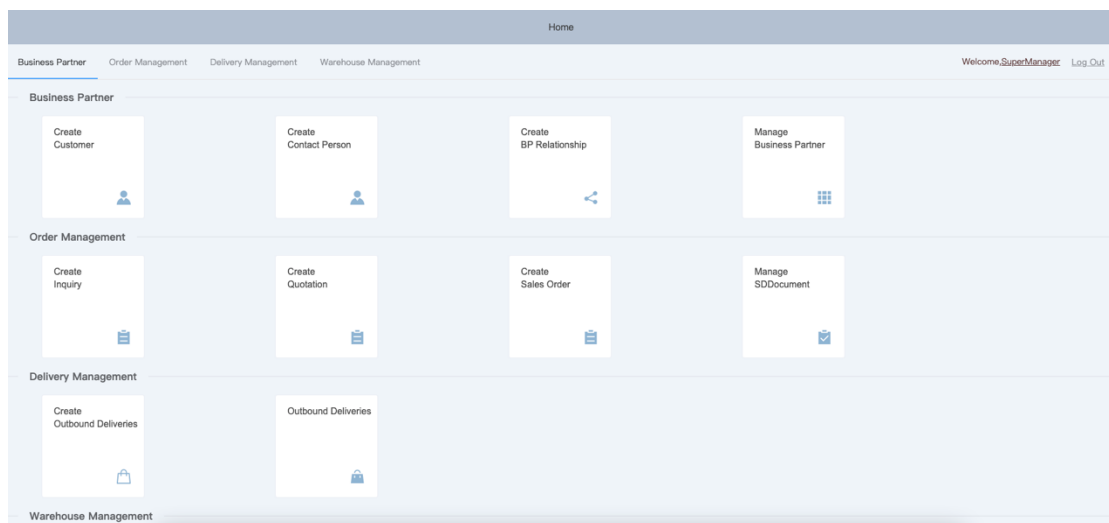 Home
Business Partner Order Management Delivery Management Warehouse Management Welcome,SuperManager Log Out
Business Partner
Create Create Create Manage
Customer Contact Person BP Relationship Business Partner
Order Management
Create Create Create Manage
Inquiry Quotation Sales Order SDDocument
Delivery Management
Create Outbound Deliveries
Outbound Deliveries
Warehouse Management